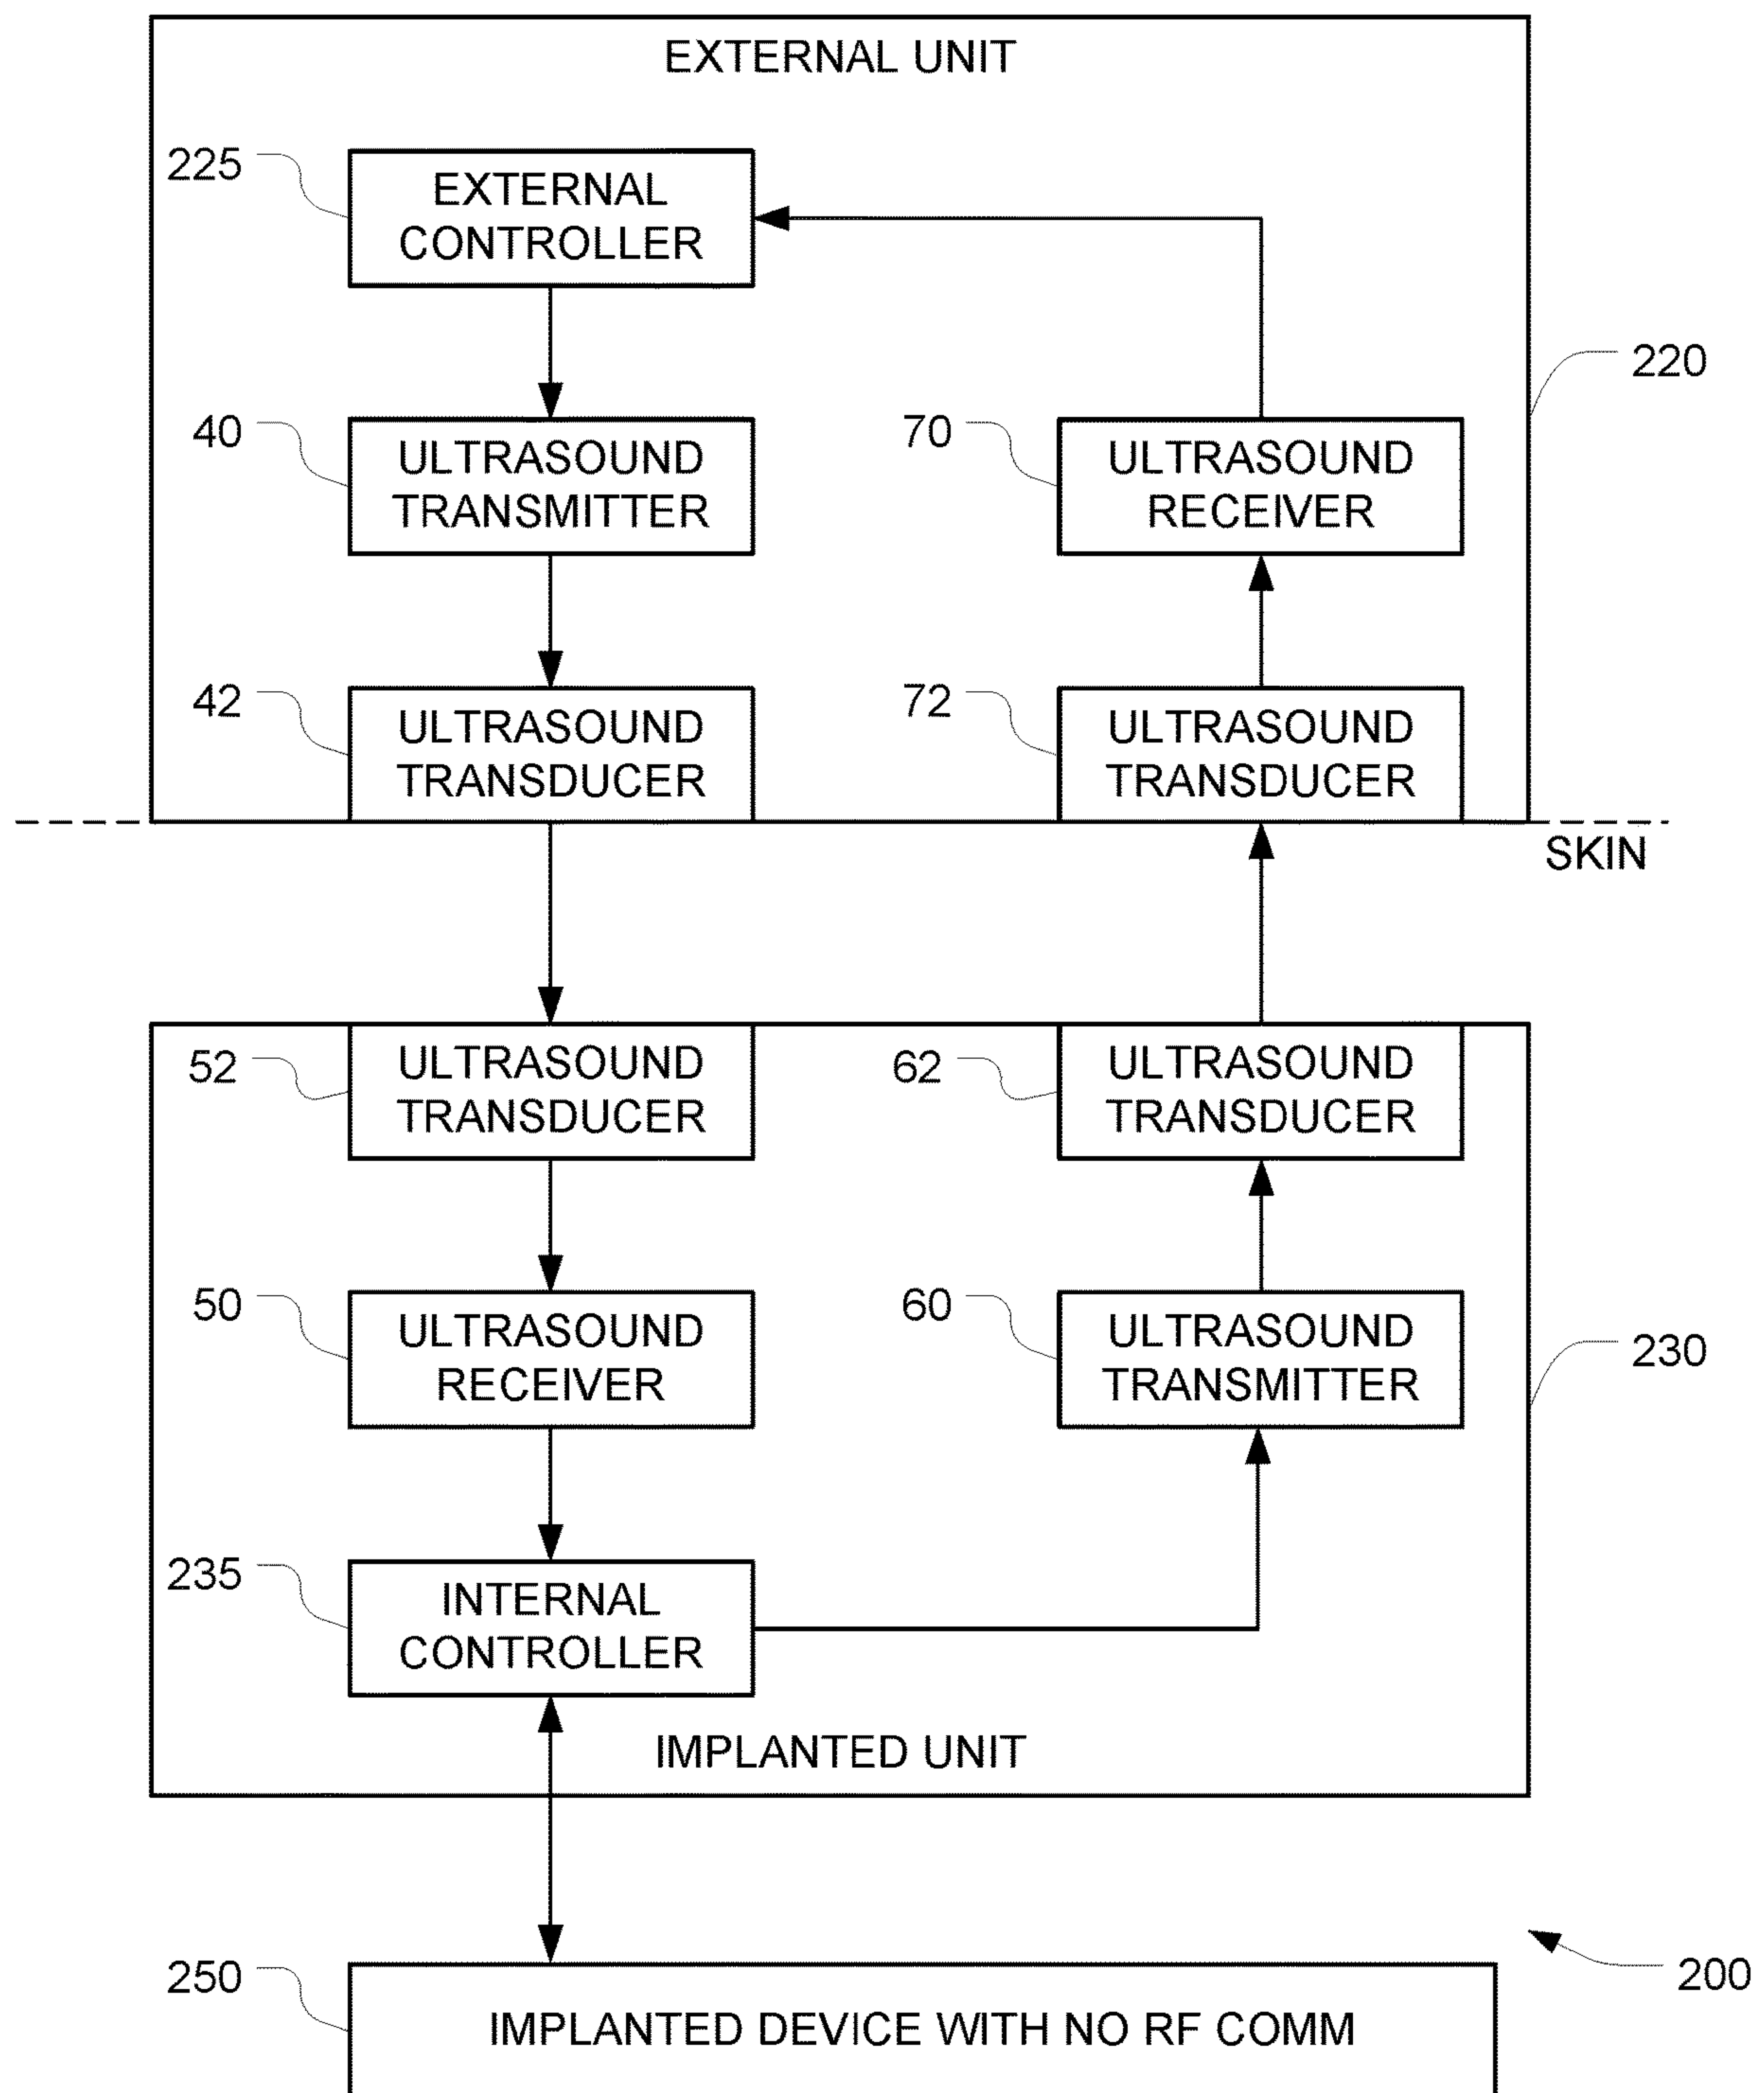 EXTERNAL UNIT
225
EXTERNAL
CONTROLLER
220
40
ULTRASOUND
TRANSMITTER
70
ULTRASOUND
RECEIVER
42
ULTRASOUND
TRANSDUCER
72
ULTRASOUND
TRANSDUCER
SKIN
52
ULTRASOUND
TRANSDUCER
62
ULTRASOUND
TRANSDUCER
50
ULTRASOUND
RECEIVER
60
ULTRASOUND
TRANSMITTER
230
235
INTERNAL
CONTROLLER
IMPLANTED UNIT
250
IMPLANTED DEVICE WITH NO RF COMM
200